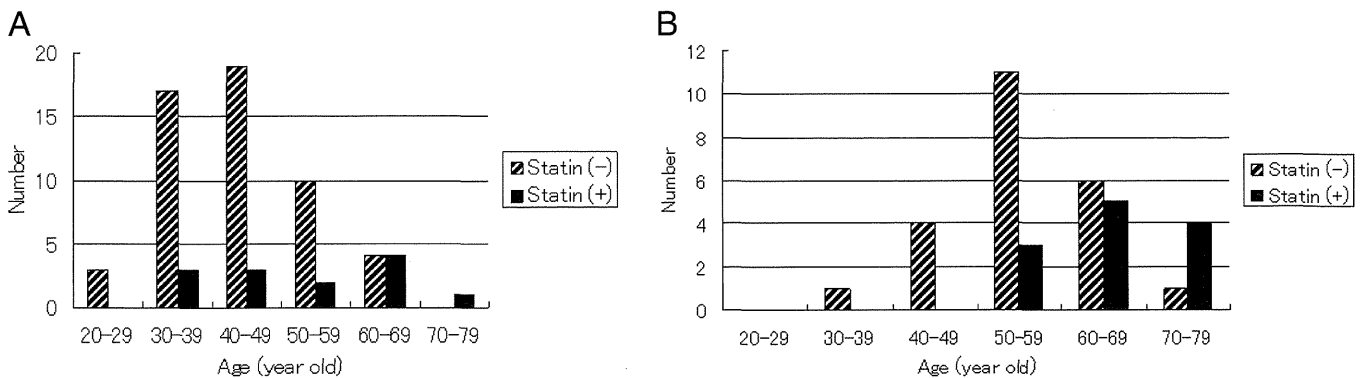 A
20
15
10
5
0
Number
20-29 30-39 40-49 50-59 60-69 70-79
Age (year old)
Statin (-)
Statin (+)
B
12
10
8
6
4
2
0
Number
20-29 30-39 40-49 50-59 60-69 70-79
Age (year old)
Statin (-)
Statin (+)